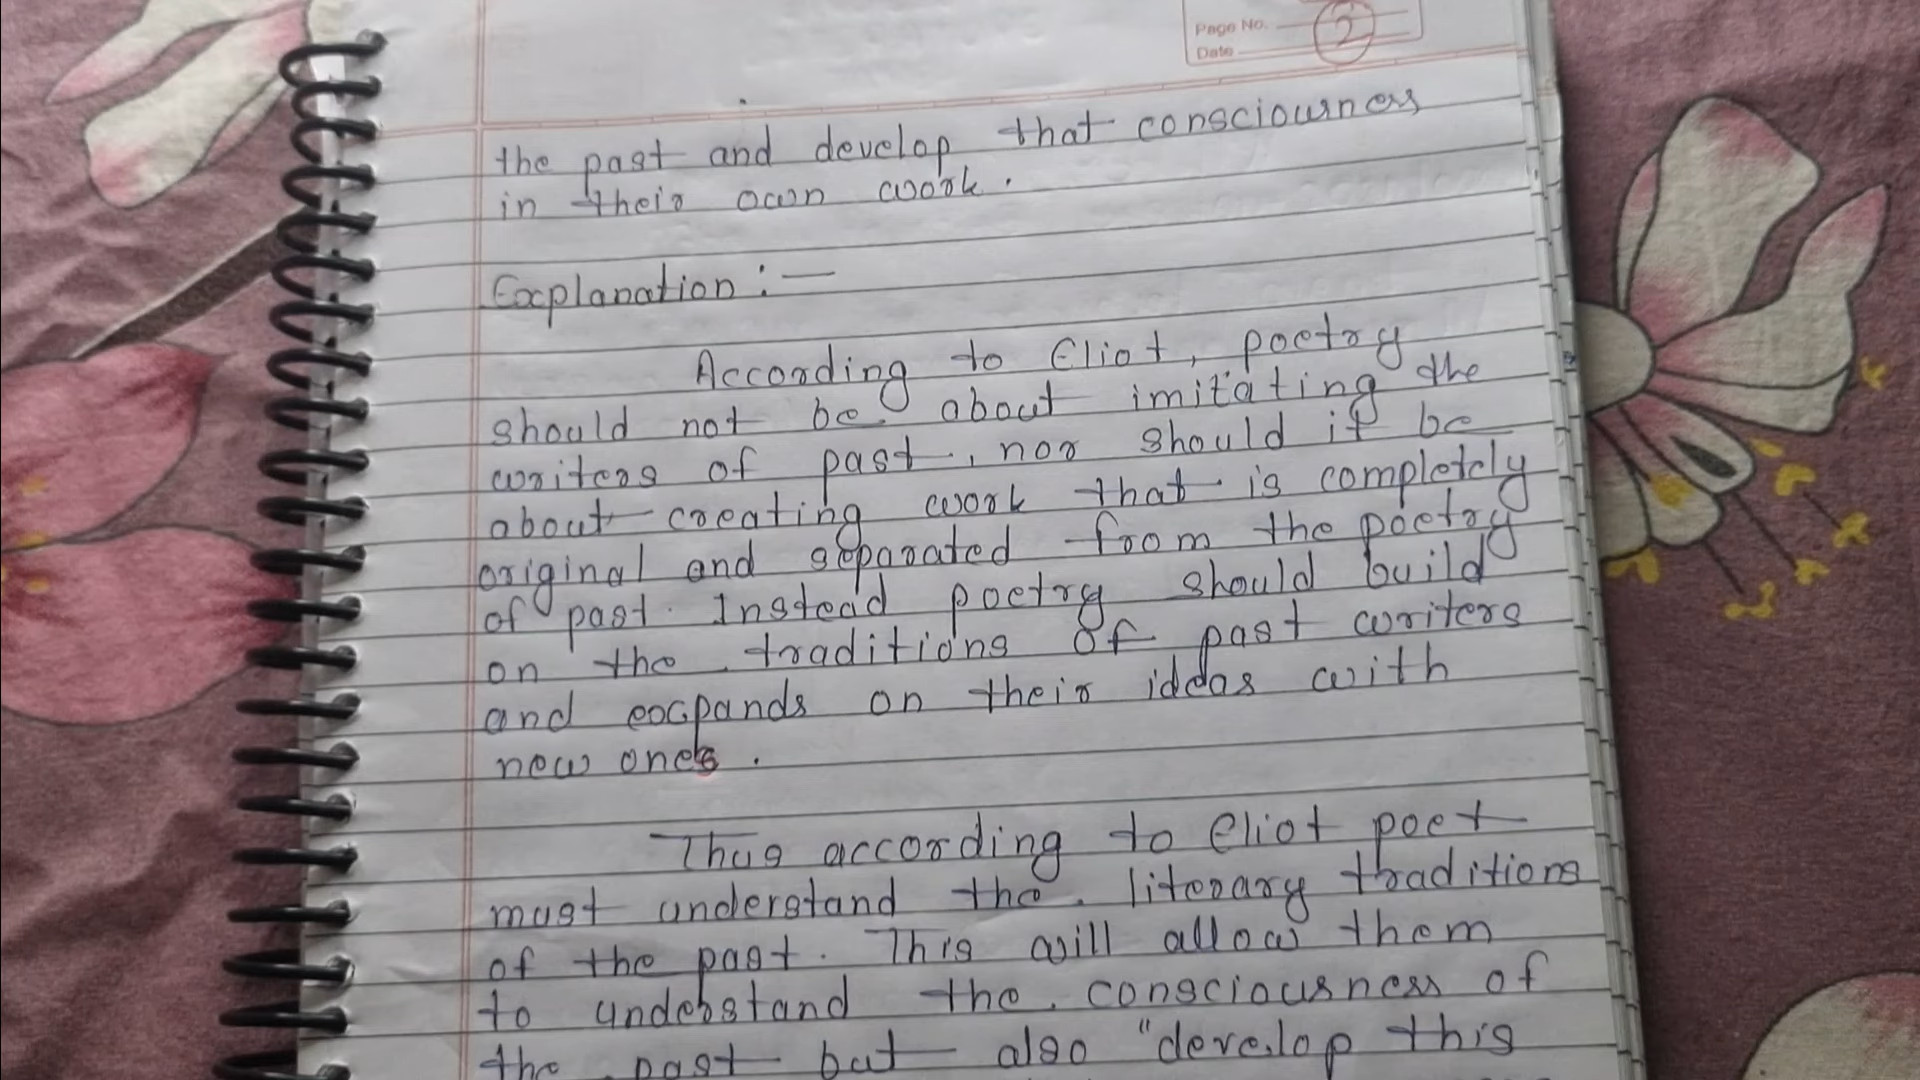 Page No. 2
Date
the past and develop that consciousness
in their own work.
Explanation :—
According to Eliot, poetry
should not be about imitating the
writers of past, nor should it be
about creating work that is completely
original and separated from the poetry
of past. Instead poetry should build
on the traditions of past writers
and expands on their ideas with
new ones.
Thus according to Eliot poet
must understand the literary traditions
of the past. This will allow them
to understand the consciousness of
the past but also "develop this